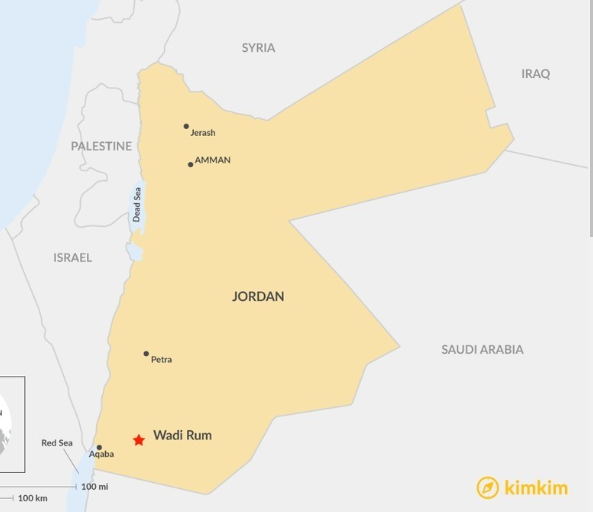 SYRIA
IRAQ
Jerash
PALESTINE
AMMAN
Dead Sea
ISRAEL
JORDAN
SAUDI ARABIA
Petra
Wadi Rum
Red Sea
Aqaba
100 mi
100 km
kimkim